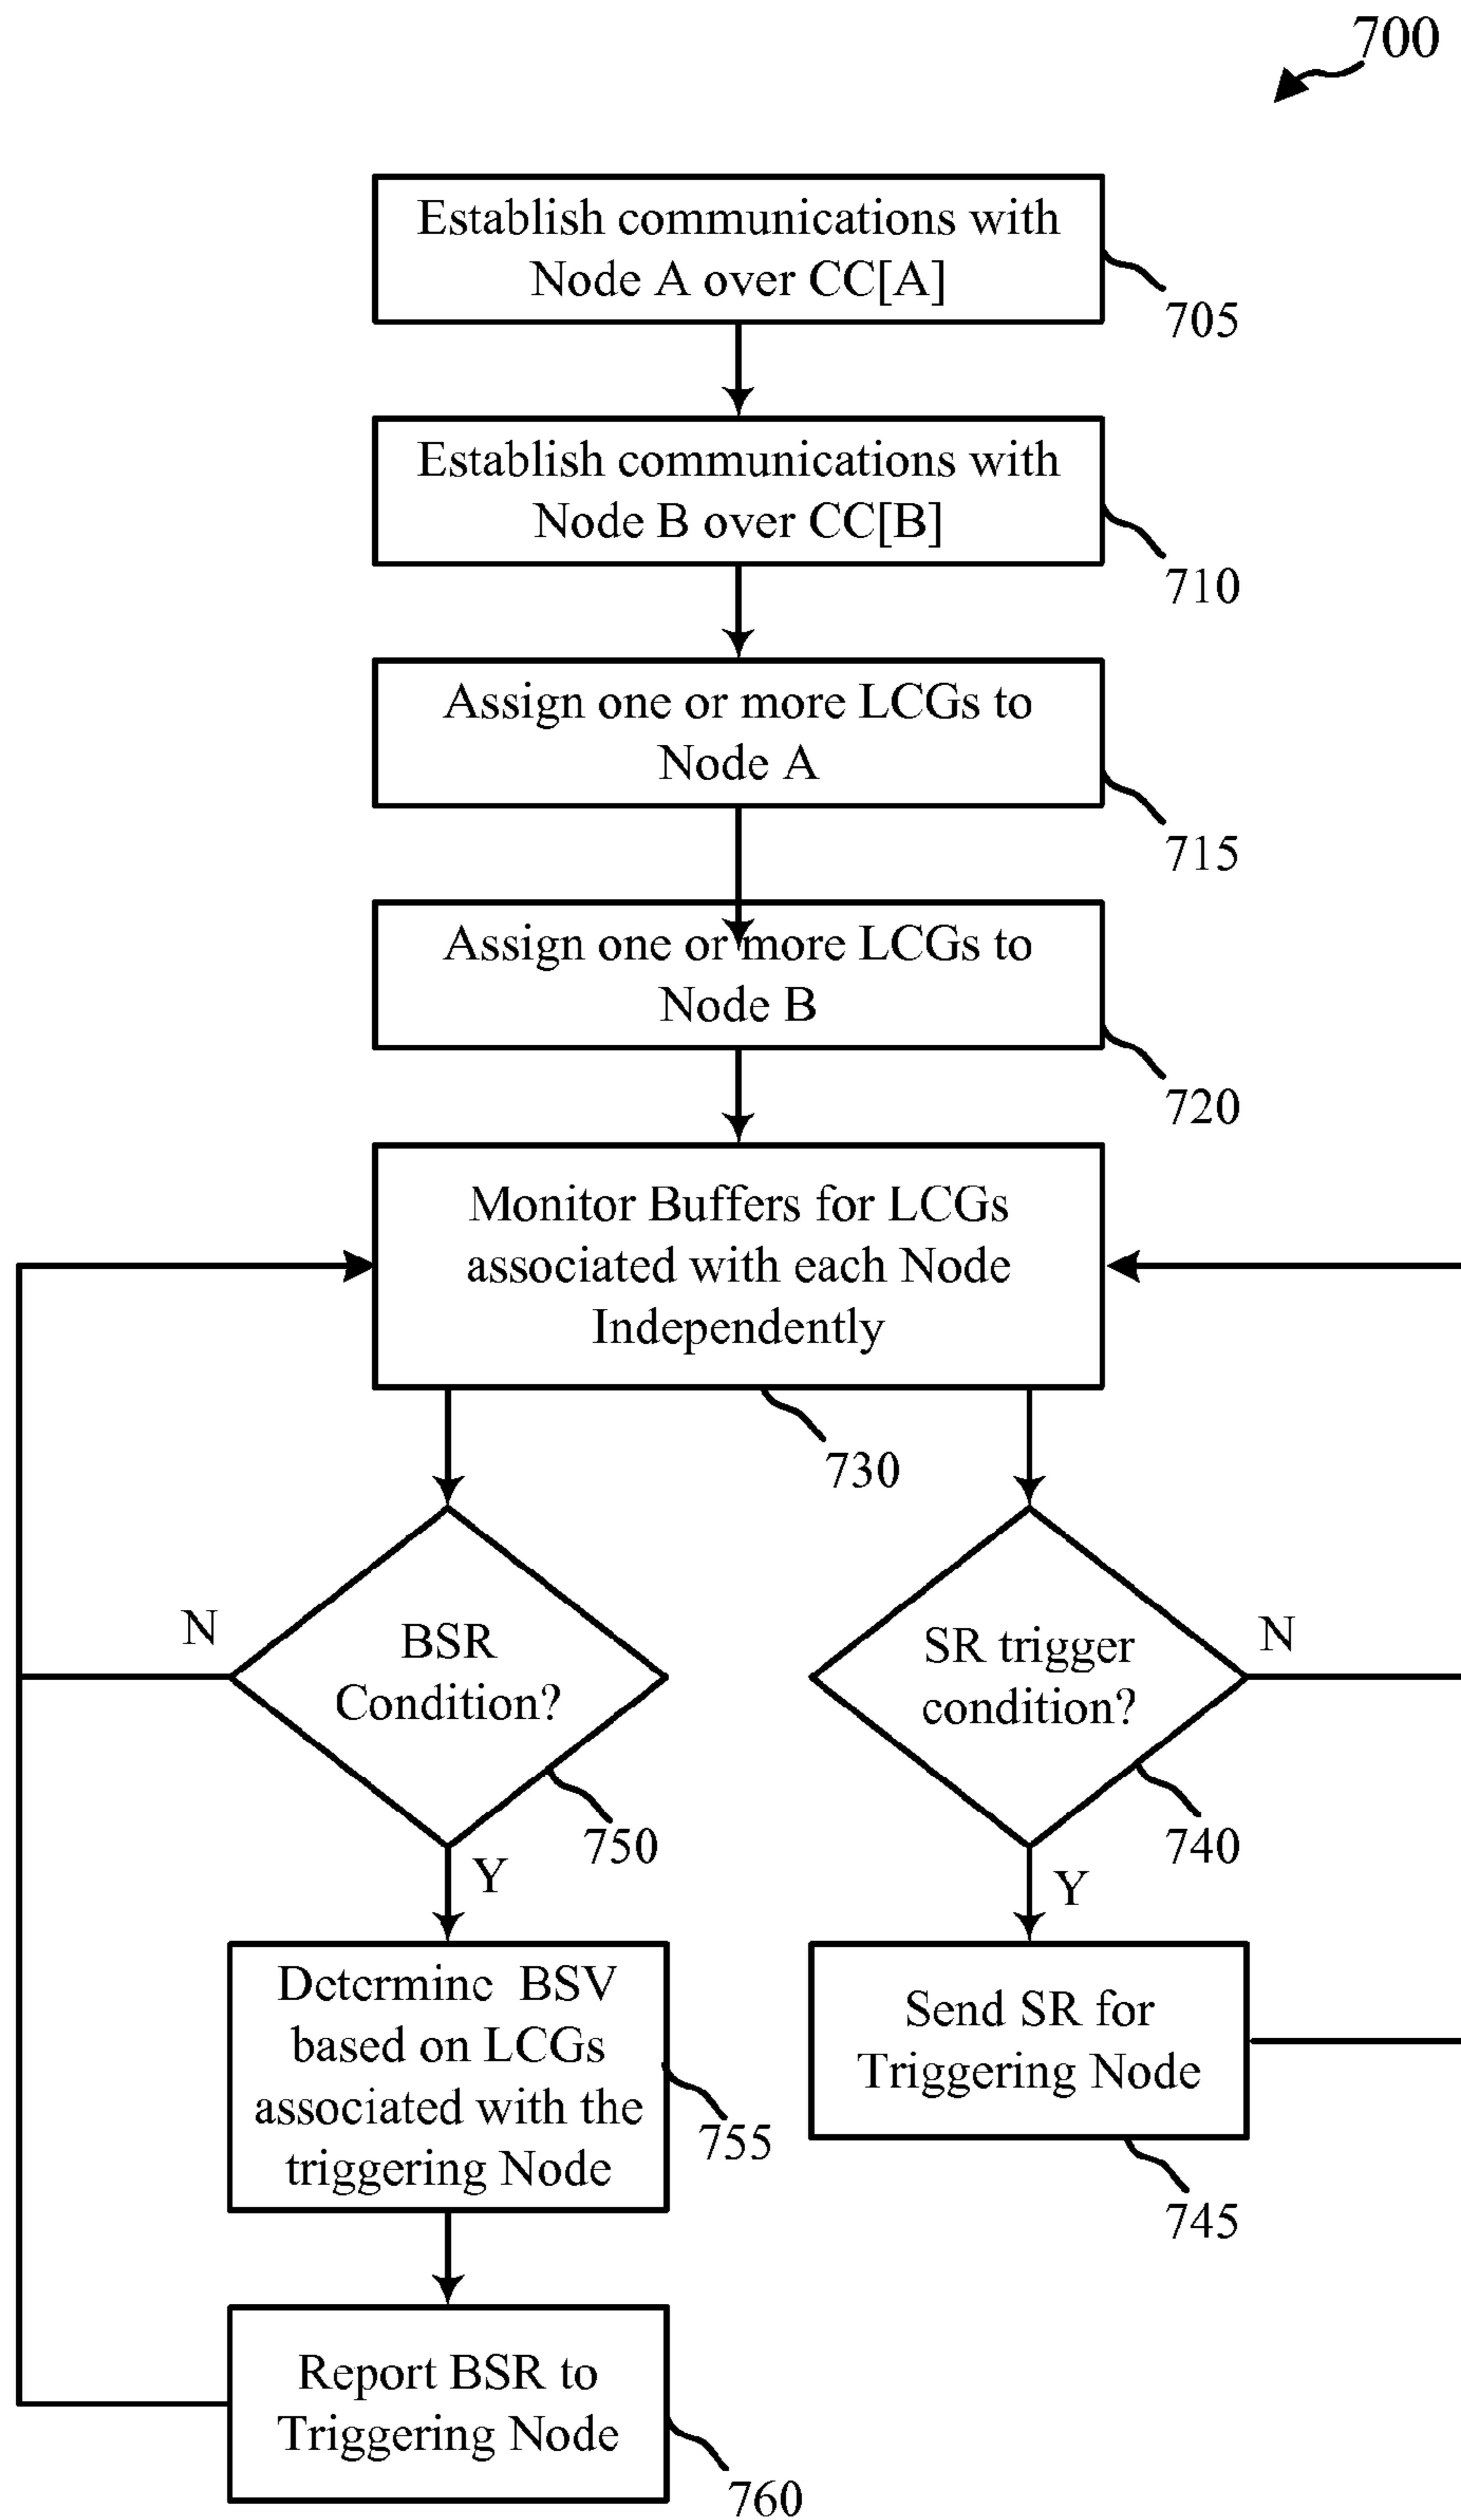 700
Establish communications with
Node A over CC[A]
705
Establish communications with
Node B over CC[B]
710
Assign one or more LCGs to
Node A
715
Assign one or more LCGs to
Node B
720
Monitor Buffers for LCGs
associated with each Node
Independently
730
N
BSR
Condition?
750
Y
SR trigger
condition?
N
740
Y
Determine BSV
based on LCGs
associated with the
triggering Node
755
Send SR for
Triggering Node
745
Report BSR to
Triggering Node
760